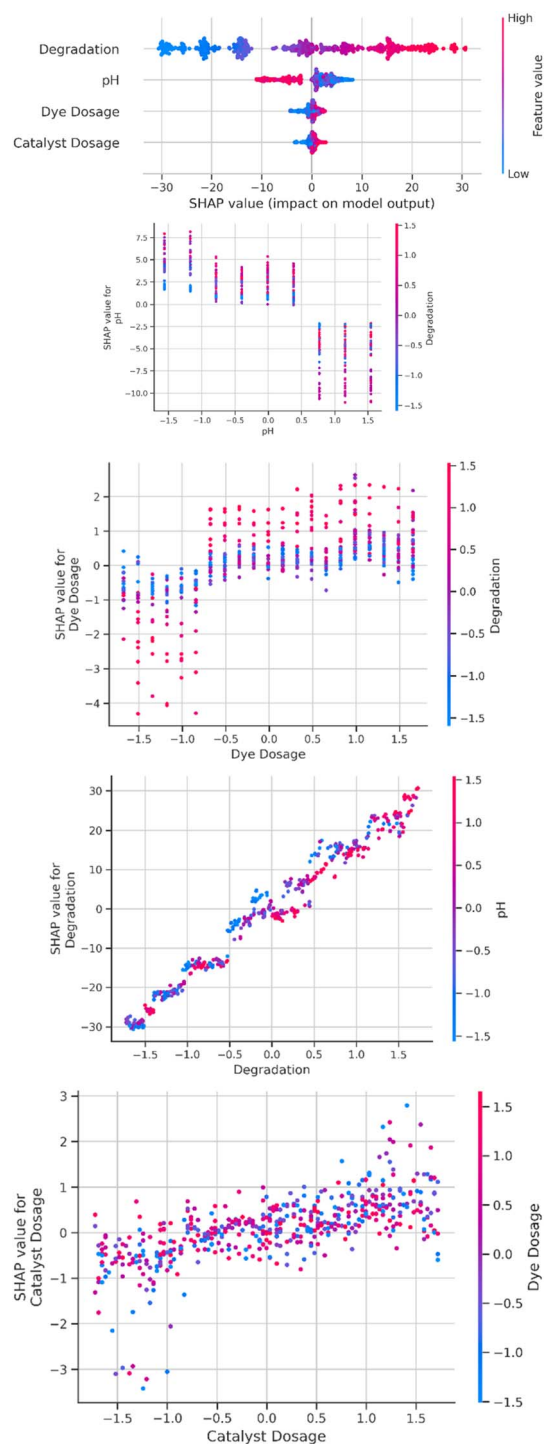 High
Degradation
pH
Dye Dosage
Catalyst Dosage
Feature value
Low
−30 −20 −10 0 10 20 30
SHAP value (impact on model output)
7.5
5.0
2.5
0.0
−2.5
−5.0
−7.5
−10.0
SHAP value for
pH
−1.5 −1.0 −0.5 0.0 0.5 1.0 1.5
pH
1.5
1.0
0.5
0.0
−0.5
−1.0
−1.5
Degradation
2
1
0
−1
−2
−3
−4
SHAP value for
Dye Dosage
−1.5 −1.0 −0.5 0.0 0.5 1.0 1.5
Dye Dosage
1.5
1.0
0.5
0.0
−0.5
−1.0
−1.5
Degradation
30
20
10
0
−10
−20
−30
SHAP value for
Degradation
−1.5 −1.0 −0.5 0.0 0.5 1.0 1.5
Degradation
1.5
1.0
0.5
0.0
−0.5
−1.0
−1.5
pH
3
2
1
0
−1
−2
−3
SHAP value for
Catalyst Dosage
−1.5 −1.0 −0.5 0.0 0.5 1.0 1.5
Catalyst Dosage
1.5
1.0
0.5
0.0
−0.5
−1.0
−1.5
Dye Dosage